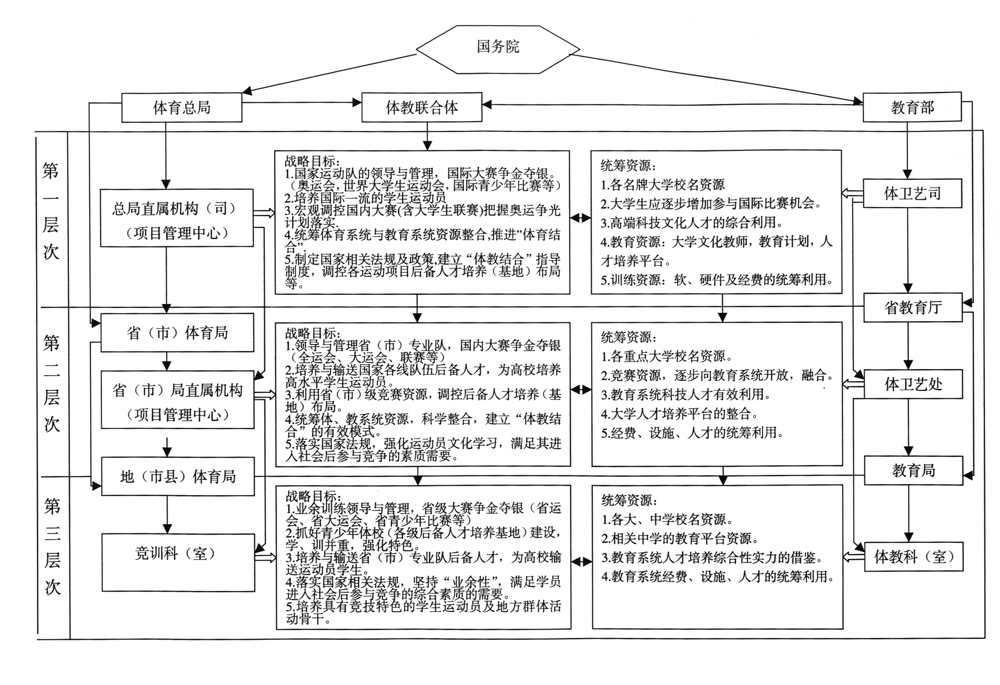 国务院
体育总局
体教联合体
教育部
第一层次
总局直属机构（司）
（项目管理中心）
战略目标：
1.国家运动队的领导与管理，国际大赛争金夺银。
（奥运会,世界大学生运动会,国际青少年比赛等）
2.培养国际一流的学生运动员
3.宏观调控国内大赛(含大学生联赛)把握奥运争光
计划落实.
4.统筹体育系统与教育系统资源整合,推进”体育结
合”.
5.制定国家相关法规及政策,建立“体教结合”指导
制度，调控各运动项目后备人才培养（基地）布局
等。
统筹资源：
1.各名牌大学校名资源
2.大学生应逐步增加参与国际比赛机会。
3.高端科技文化人才的综合利用。
4.教育资源：大学文化教师，教育计划，人
才培养平台。
5.训练资源：软、硬件及经费的统筹利用。
体卫艺司
省教育厅
第二层次
省（市）体育局
省（市）局直属机构
（项目管理中心）
战略目标：
1.领导与管理省（市）专业队，国内大赛争金夺银
（全运会、大运会、联赛等）
2.培养与输送国家各线队伍后备人才，为高校培养
高水平学生运动员。
3.利用省（市）级竞赛资源，调控后备人才培养（基
地）布局。
4.统筹体、教系统资源，科学整合，建立“体教结
合”的有效模式。
5.落实国家法规，强化运动员文化学习，满足其进
入社会后参与竞争的素质需要。
统筹资源：
1.各重点大学校名资源。
2.竞赛资源，逐步向教育系统开放，融合。
3.教育系统科技人才有效利用。
4.大学人才培养平台的整合。
5.经费、设施、人才的统筹利用。
体卫艺处
教育局
第三层次
地（市县）体育局
竞训科（室）
战略目标：
1.业余训练领导与管理，省级大赛争金夺银（省运
会、省大运会、省青少年比赛等）
2.抓好青少年体校（各级后备人才培养基地）建设，
学、训并重，强化特色。
3.培养与输送省（市）专业队后备人才，为高校输
送运动员学生。
4.落实国家相关法规，坚持“业余性”，满足学员
进入社会后参与竞争的综合素质的需要。
5.培养具有竞技特色的学生运动员及地方群体活
动骨干。
统筹资源：
1.各大、中学校名资源。
2.相关中学的教育平台资源。
3.教育系统人才培养综合性实力的借鉴。
4.教育系统经费、设施、人才的统筹利用。
体教科（室）